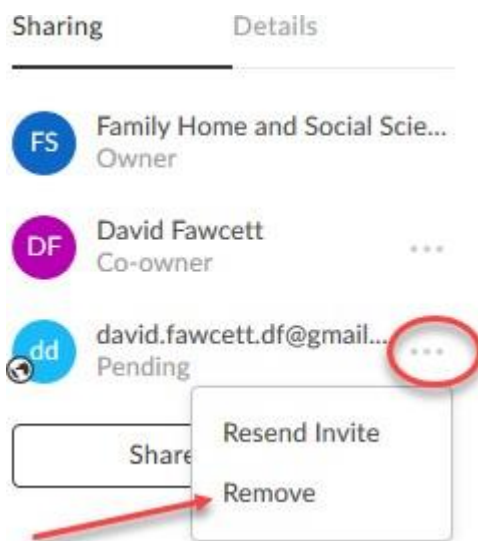 Sharing Details
FS Family Home and Social Scie...
Owner
DF David Fawcett
Co-owner
dd david.fawcett.df@gmail...
Pending
Resend Invite
Share
Remove